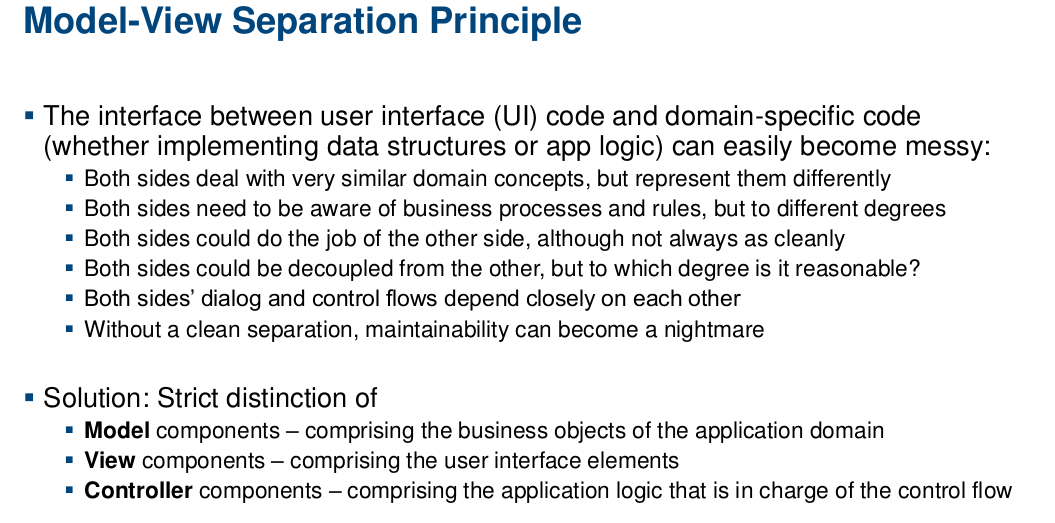 Model-View Separation Principle
▪ The interface between user interface (UI) code and domain-specific code
(whether implementing data structures or app logic) can easily become messy:
▪ Both sides deal with very similar domain concepts, but represent them differently
▪ Both sides need to be aware of business processes and rules, but to different degrees
▪ Both sides could do the job of the other side, although not always as cleanly
▪ Both sides could be decoupled from the other, but to which degree is it reasonable?
▪ Both sides’ dialog and control flows depend closely on each other
▪ Without a clean separation, maintainability can become a nightmare
▪ Solution: Strict distinction of
▪ Model components – comprising the business objects of the application domain
▪ View components – comprising the user interface elements
▪ Controller components – comprising the application logic that is in charge of the control flow